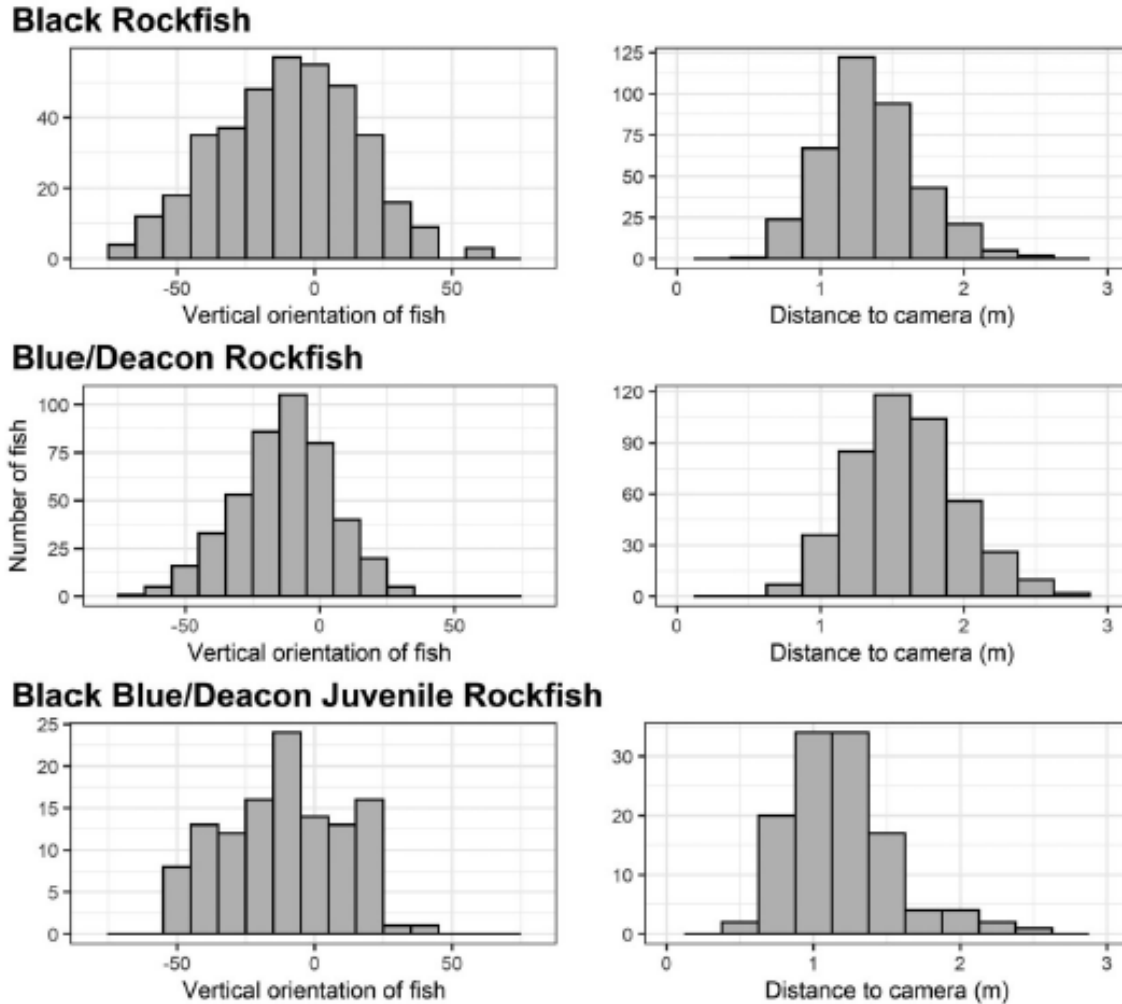 Black Rockfish
40
20
0
-50 0 50
Vertical orientation of fish
125
100
75
50
25
0
0 1 2 3
Distance to camera (m)
Blue/Deacon Rockfish
Number of fish
100
75
50
25
0
-50 0 50
Vertical orientation of fish
120
90
60
30
0
0 1 2 3
Distance to camera (m)
Black Blue/Deacon Juvenile Rockfish
25
20
15
10
5
0
-50 0 50
Vertical orientation of fish
30
20
10
0
0 1 2 3
Distance to camera (m)